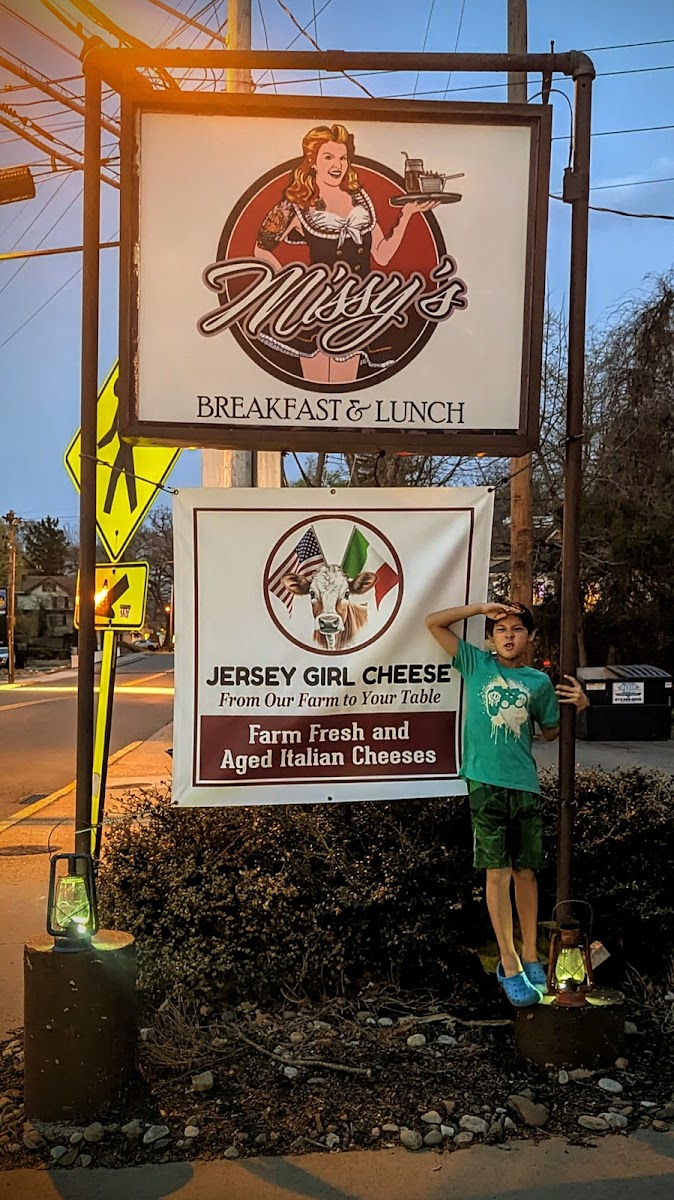 Missy's
BREAKFAST & LUNCH
JERSEY GIRL CHEESE
From Our Farm to Your Table
Farm Fresh and
Aged Italian Cheeses